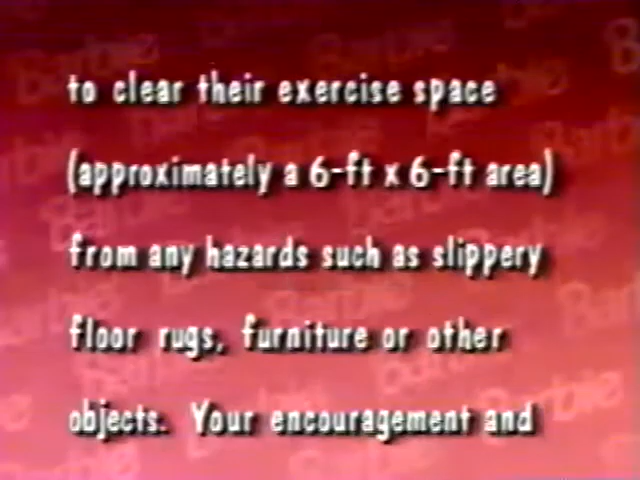 to clear their exercise space
(approximately a 6-ft x 6-ft area)
from any hazards such as slippery
floor rugs, furniture or other
objects. Your encouragement and